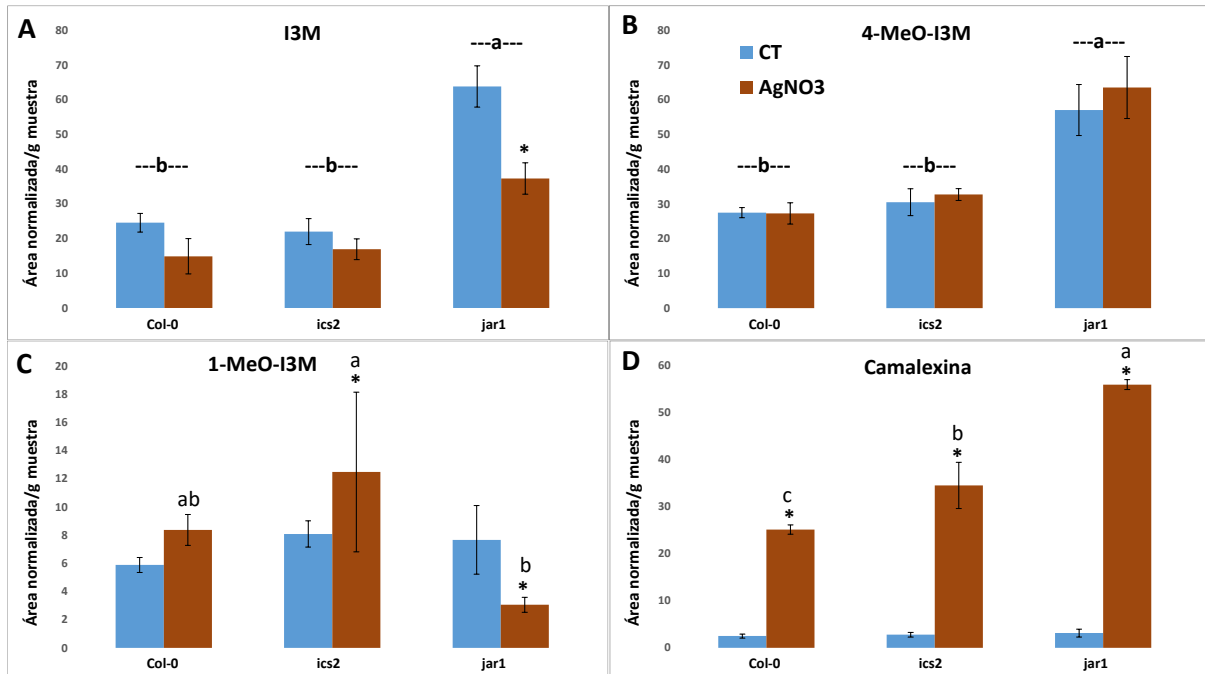 A
I3M
Área normalizada/g muestra
80
70
60
50
40
30
20
10
0
---b---
---b---
---a---
*
Col-0
ics2
jar1
B
4-MeO-I3M
CT
AgNO3
Área normalizada/g muestra
80
70
60
50
40
30
20
10
0
---b---
---b---
---a---
Col-0
ics2
jar1
C
1-MeO-I3M
Área normalizada/g muestra
20
18
16
14
12
10
8
6
4
2
0
ab
a
*
b
*
Col-0
ics2
jar1
D
Camalexina
Área normalizada/g muestra
60
50
40
30
20
10
0
c
*
b
*
a
*
Col-0
ics2
jar1